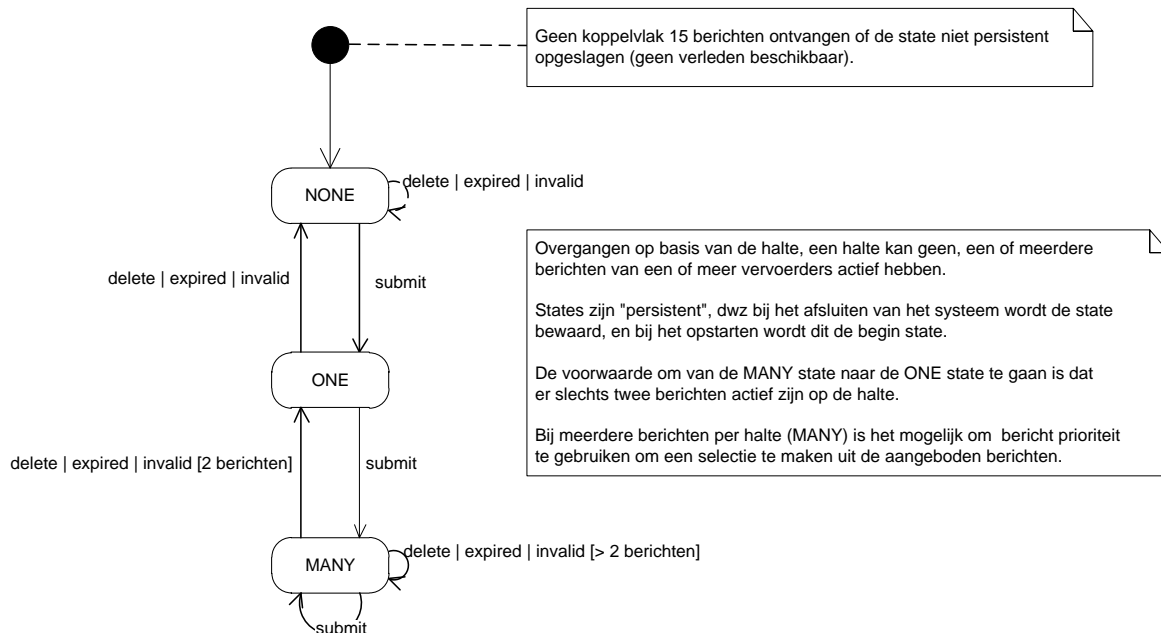 Geen koppelvlak 15 berichten ontvangen of de state niet persistent
opgeslagen (geen verleden beschikbaar).
NONE
delete | expired | invalid
delete | expired | invalid
submit
Overgangen op basis van de halte, een halte kan geen, een of meerdere
berichten van een of meer vervoerders actief hebben.
States zijn "persistent", dwz bij het afsluiten van het systeem wordt de state
bewaard, en bij het opstarten wordt dit de begin state.
De voorwaarde om van de MANY state naar de ONE state te gaan is dat
er slechts twee berichten actief zijn op de halte.
Bij meerdere berichten per halte (MANY) is het mogelijk om bericht prioriteit
te gebruiken om een selectie te maken uit de aangeboden berichten.
ONE
delete | expired | invalid [2 berichten]
submit
MANY
delete | expired | invalid [> 2 berichten]
submit